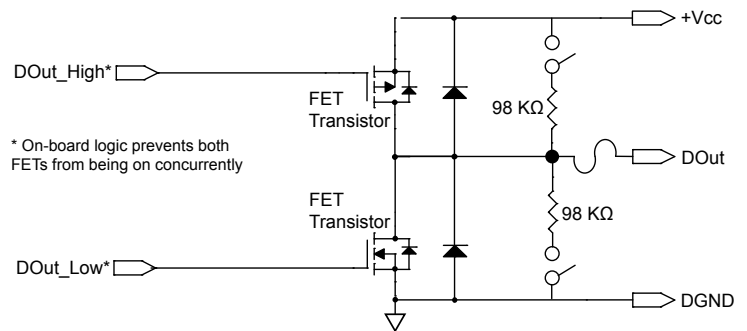 +Vcc
DOut_High*
FET
Transistor
98 KΩ
* On-board logic prevents both
FETs from being on concurrently
DOut
FET
Transistor
98 KΩ
DOut_Low*
DGND